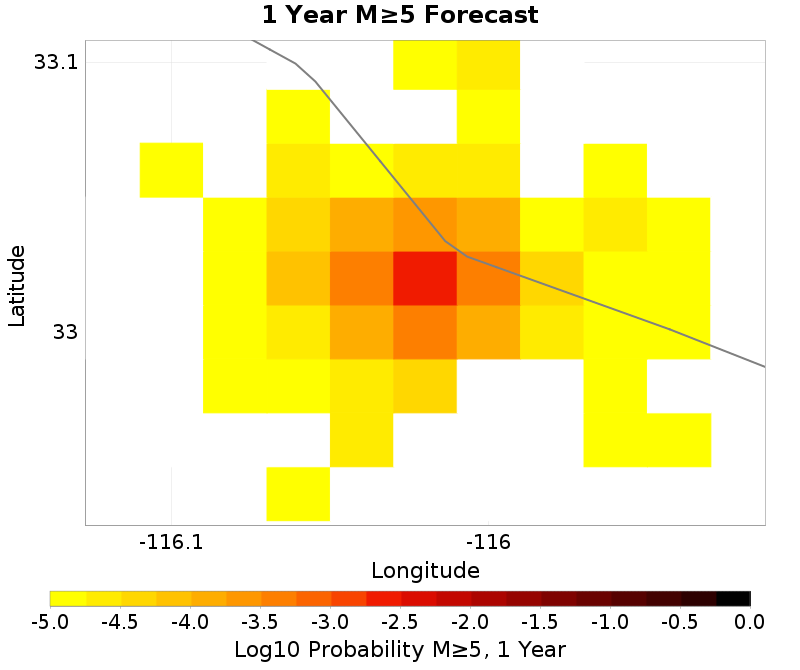 1 Year M≥5 Forecast
33.1
33
Latitude
-116.1 -116
Longitude
-5.0 -4.5 -4.0 -3.5 -3.0 -2.5 -2.0 -1.5 -1.0 -0.5 0.0
Log10 Probability M≥5, 1 Year